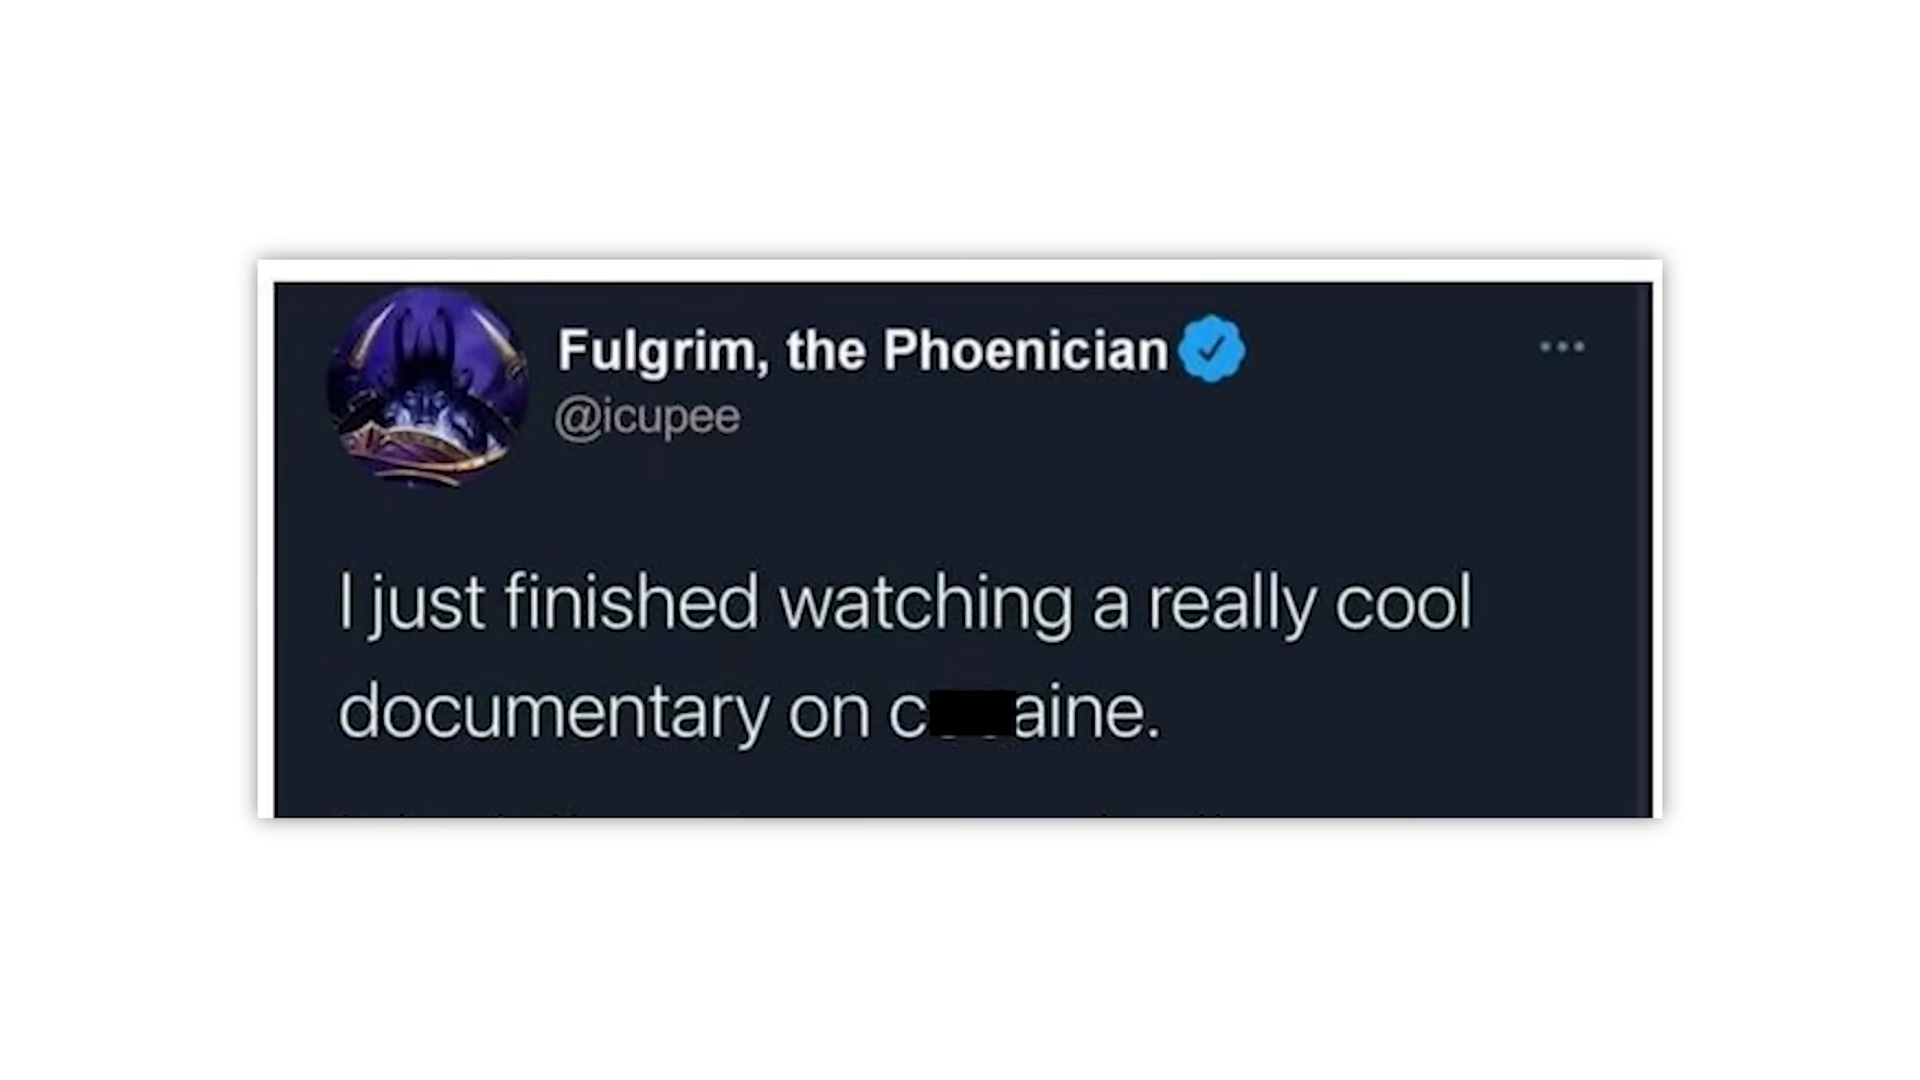 Fulgrim, the Phoenician
@icupee
I just finished watching a really cool
documentary on c aine.